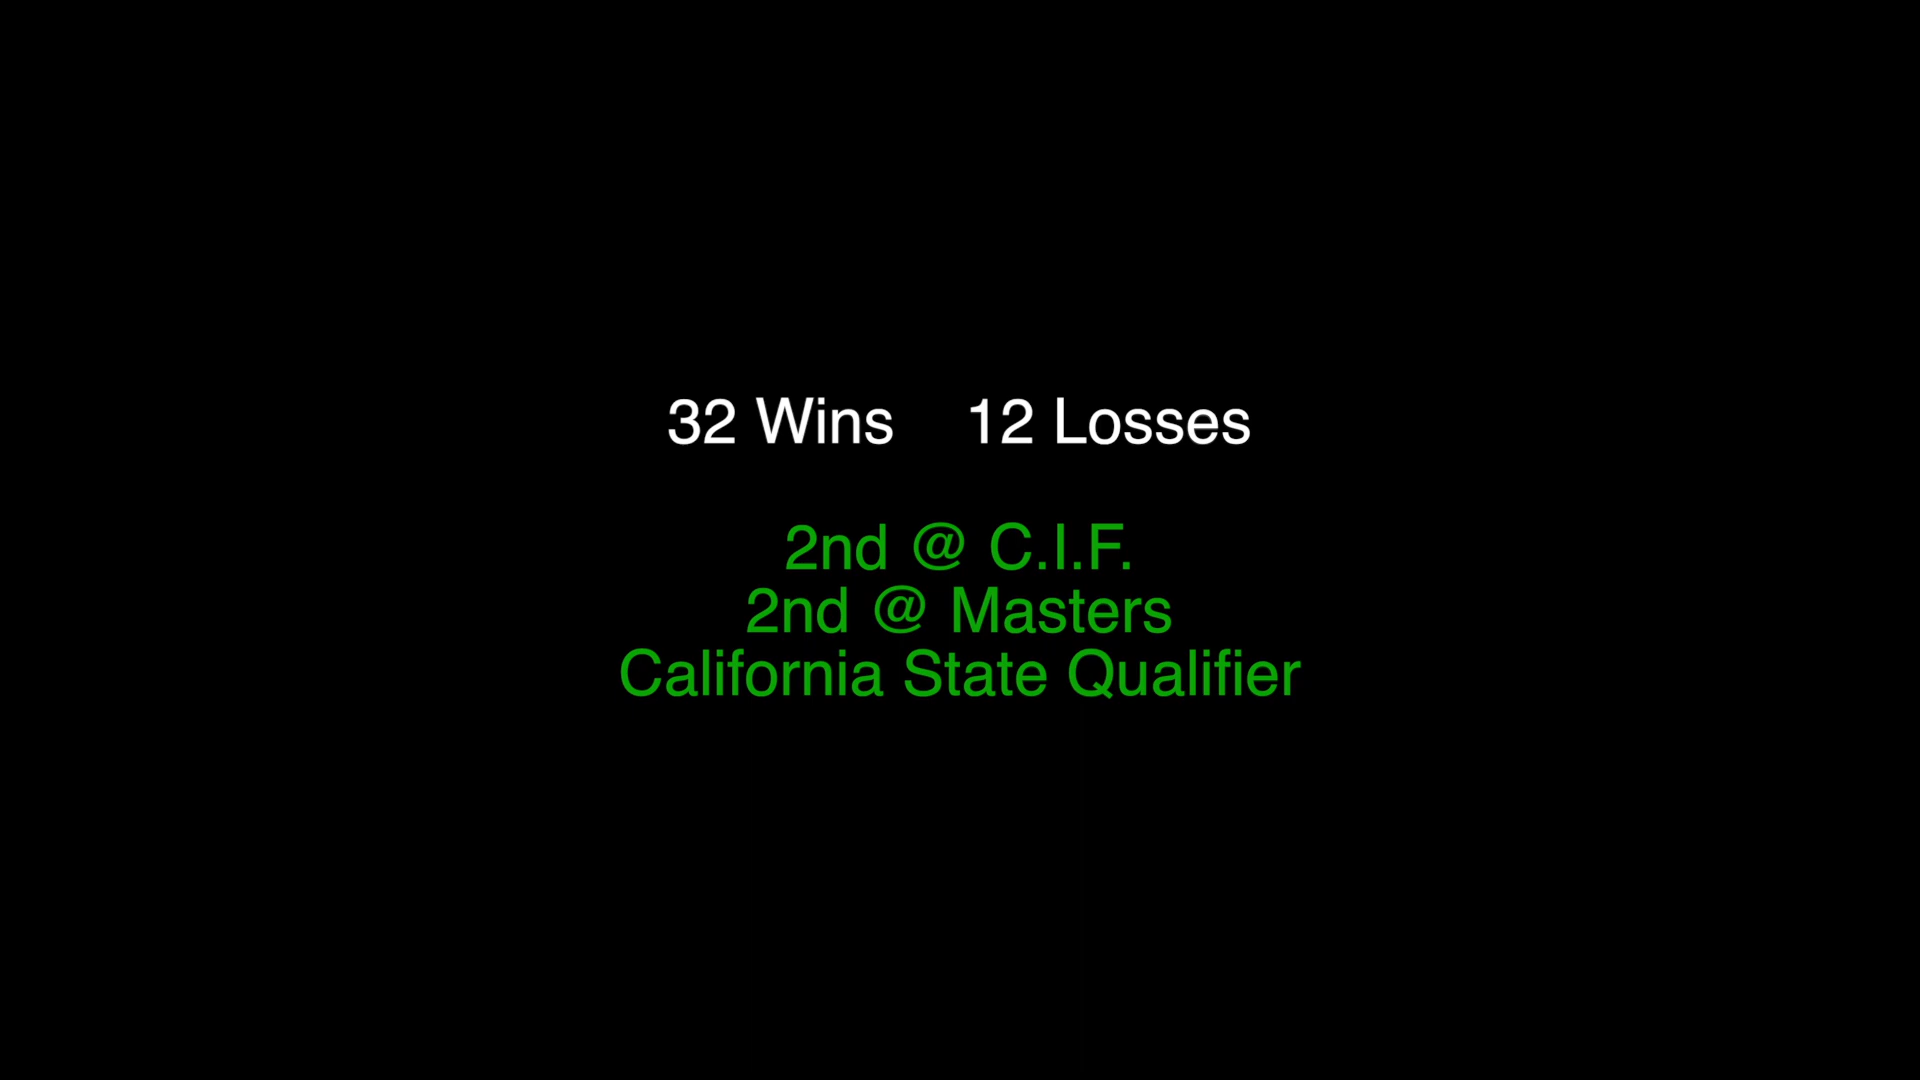 32 Wins 12 Losses
2nd @ C.I.F.
2nd @ Masters
California State Qualifier